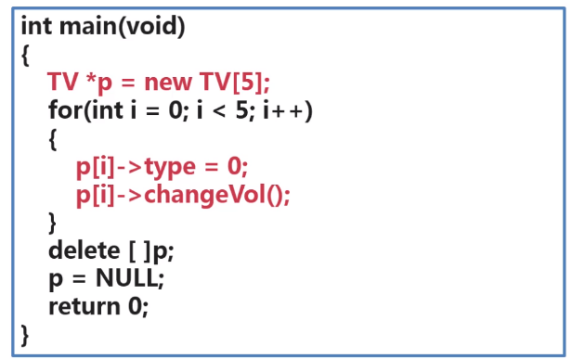 int main(void)
{
TV *p = new TV[5];
for(int i = 0; i < 5; i++)
{
p[i]->type = 0;
p[i]->changeVol();
}
delete [ ]p;
p = NULL;
return 0;
}